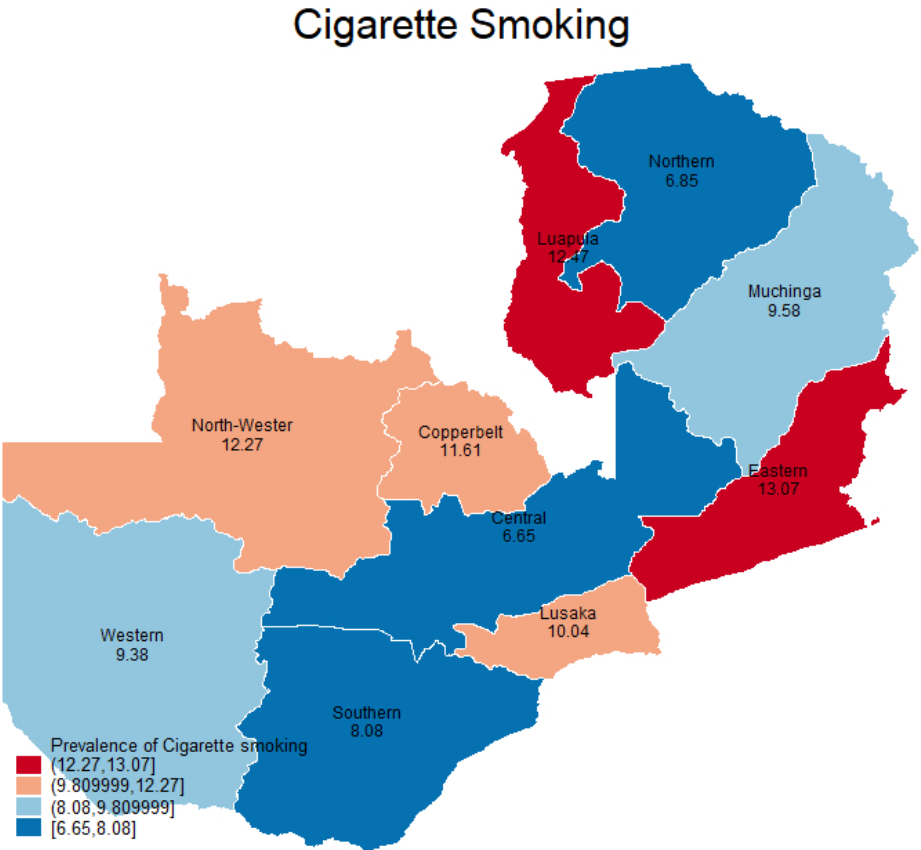 Cigarette Smoking
Northern
6.85
Luapula
12.47
Muchinga
9.58
North-Wester
12.27
Copperbelt
11.61
Eastern
13.07
Central
6.65
Lusaka
10.04
Western
9.38
Southern
8.08
Prevalence of Cigarette smoking
(12.27,13.07]
(9.809999,12.27]
(8.08,9.809999]
[6.65,8.08]